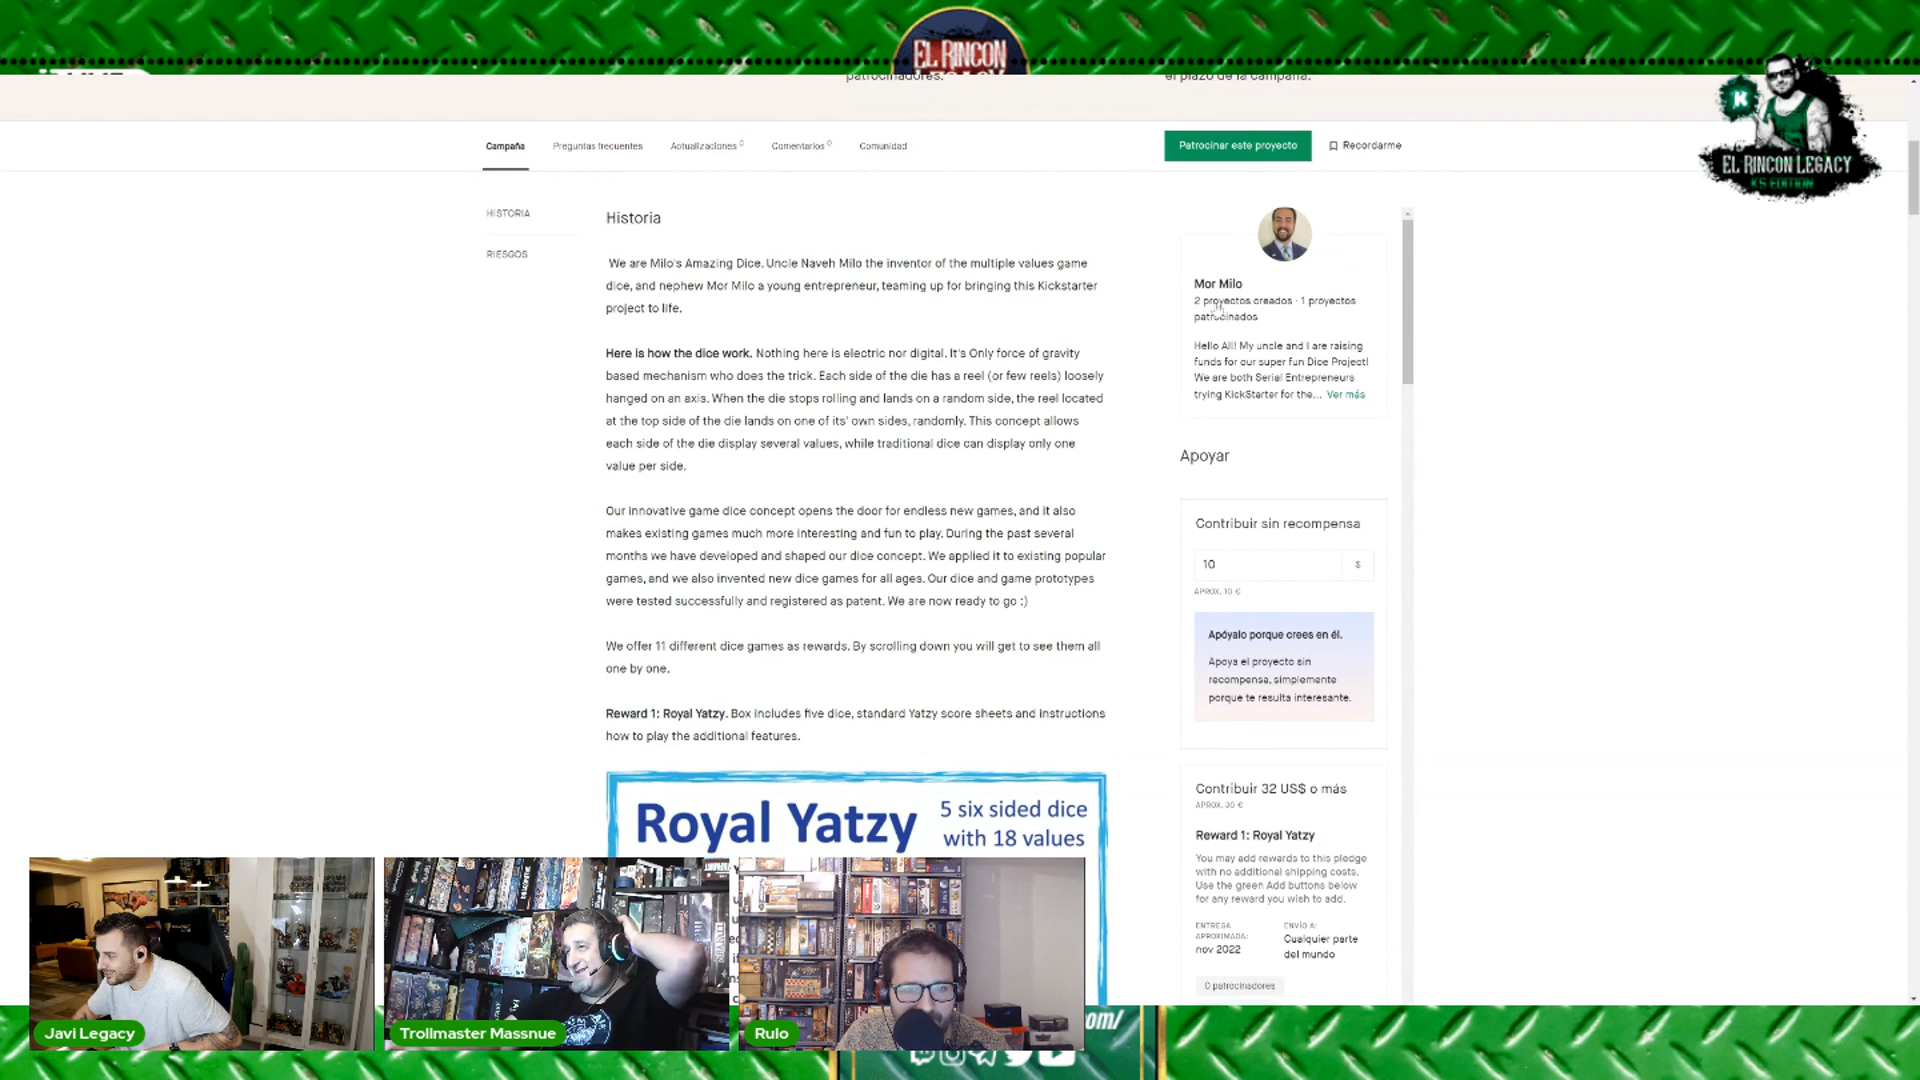 EL RINCON
patrocinadores.
el plazo de la campaña.
Campaña
Preguntas frecuentes
Actualizaciones 0
Comentarios 0
Comunidad
Patrocinar este proyecto
Recordarme
K
EL RINCON LEGACY
KS EDITION
HISTORIA
RIESGOS
Historia
We are Milo's Amazing Dice. Uncle Naveh Milo the inventor of the multiple values game
dice, and nephew Mor Milo a young entrepreneur, teaming up for bringing this Kickstarter
project to life.
Here is how the dice work. Nothing here is electric nor digital. It's Only force of gravity
based mechanism who does the trick. Each side of the die has a reel (or few reels) loosely
hanged on an axis. When the die stops rolling and lands on a random side, the reel located
at the top side of the die lands on one of its' own sides, randomly. This concept allows
each side of the die display several values, while traditional dice can display only one
value per side.
Our innovative game dice concept opens the door for endless new games, and it also
makes existing games much more interesting and fun to play. During the past several
months we have developed and shaped our dice concept. We applied it to existing popular
games, and we also invented new dice games for all ages. Our dice and game prototypes
were tested successfully and registered as patent. We are now ready to go :)
We offer 11 different dice games as rewards. By scrolling down you will get to see them all
one by one.
Reward 1: Royal Yatzy. Box includes five dice, standard Yatzy score sheets and instructions
how to play the additional features.
Royal Yatzy
5 six sided dice
with 18 values
Mor Milo
2 proyectos creados · 1 proyectos
patrocinados
Hello All! My uncle and I are raising
funds for our super fun Dice Project!
We are both Serial Entrepreneurs
trying KickStarter for the... Ver más
Apoyar
Contribuir sin recompensa
10
$
APROX. 10 €
Apóyalo porque crees en él.
Apoya el proyecto sin
recompensa, simplemente
porque te resulta interesante.
Contribuir 32 US$ o más
APROX. 30 €
Reward 1: Royal Yatzy
You may add rewards to this pledge
with no additional shipping costs.
Use the green Add buttons below
for any reward you wish to add.
ENTREGA
APROXIMADA:
nov 2022
ENVÍO A:
Cualquier parte
del mundo
0 patrocinadores
Javi Legacy
Trollmaster Massnue
Rulo
om/